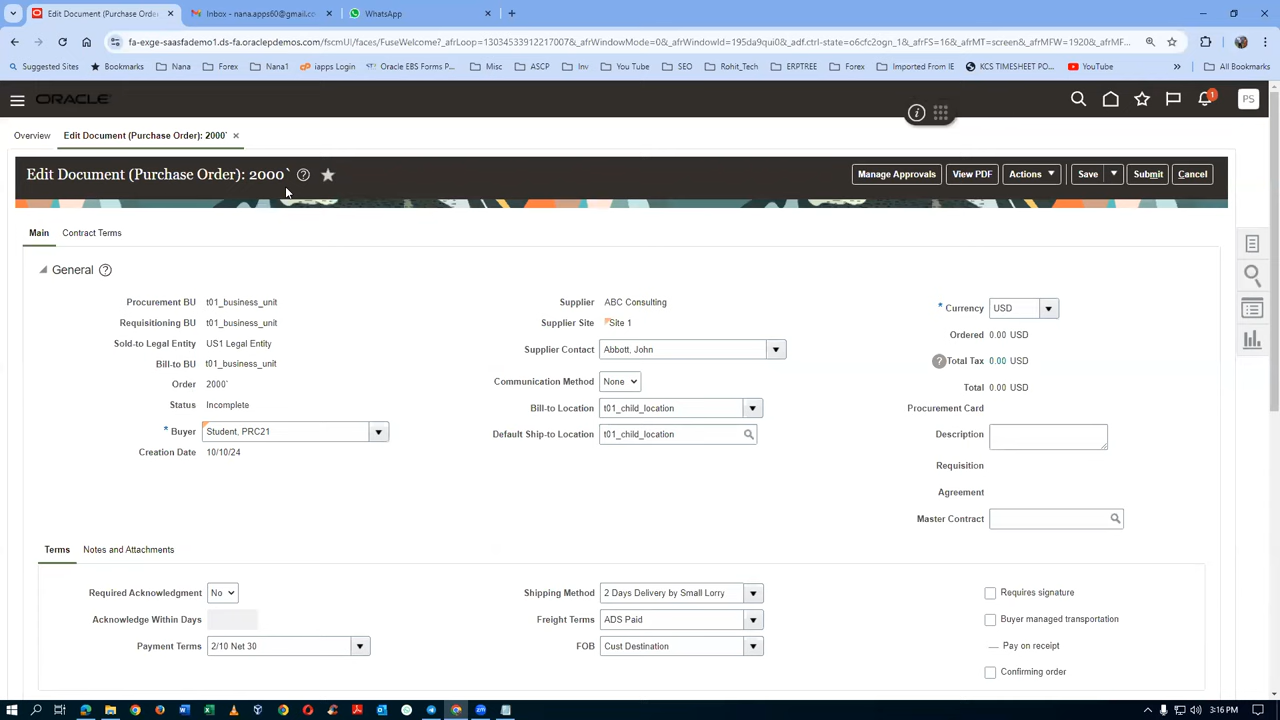 Edit Document (Purchase Order)
Inbox - nana.apps60@gmail.co
WhatsApp
fa-exge-saasfademo1.ds-fa.oraclepdemos.com/fscmUI/faces/FuseWelcome?_afrLoop=13034533912217007&_afrWindowMode=0&_afrWindowId=195da9qui0&_adf.ctrl-state=o6cfc2ogn_1&_afrFS=16&_afrMT=screen&_afrMFW=1920&_afrMF...
Suggested Sites
Bookmarks
Nana
Forex
Nana1
iapps Login
Oracle EBS Forms P...
Misc
ASCP
Inv
You Tube
SEO
Rohit_Tech
ERPTREE
Forex
Imported From IE
KCS TIMESHEET PO...
YouTube
All Bookmarks
ORACLE
1
PS
Overview
Edit Document (Purchase Order): 2000`
Edit Document (Purchase Order): 2000`
Manage Approvals
View PDF
Actions
Save
Submit
Cancel
Main
Contract Terms
General
Procurement BU t01_business_unit
Requisitioning BU t01_business_unit
Sold-to Legal Entity US1 Legal Entity
Bill-to BU t01_business_unit
Order 2000`
Status Incomplete
* Buyer Student, PRC21
Creation Date 10/10/24
Supplier ABC Consulting
Supplier Site Site 1
Supplier Contact Abbott, John
Communication Method None
Bill-to Location t01_child_location
Default Ship-to Location t01_child_location
* Currency USD
Ordered 0.00 USD
Total Tax 0.00 USD
Total 0.00 USD
Procurement Card
Description
Requisition
Agreement
Master Contract
Terms
Notes and Attachments
Required Acknowledgment No
Acknowledge Within Days
Payment Terms 2/10 Net 30
Shipping Method 2 Days Delivery by Small Lorry
Freight Terms ADS Paid
FOB Cust Destination
Requires signature
Buyer managed transportation
Pay on receipt
Confirming order
3:16 PM